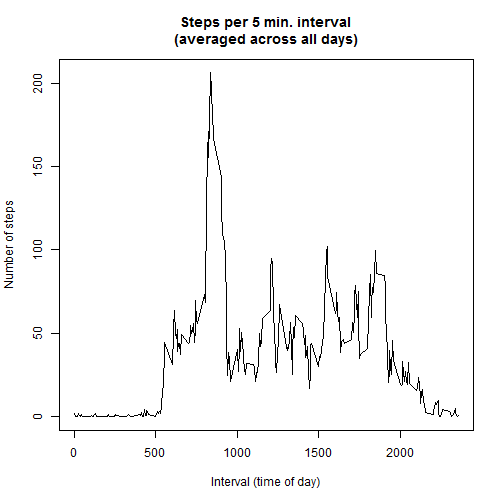 Steps per 5 min. interval
(averaged across all days)
Number of steps
200
150
100
50
0
0 500 1000 1500 2000
Interval (time of day)